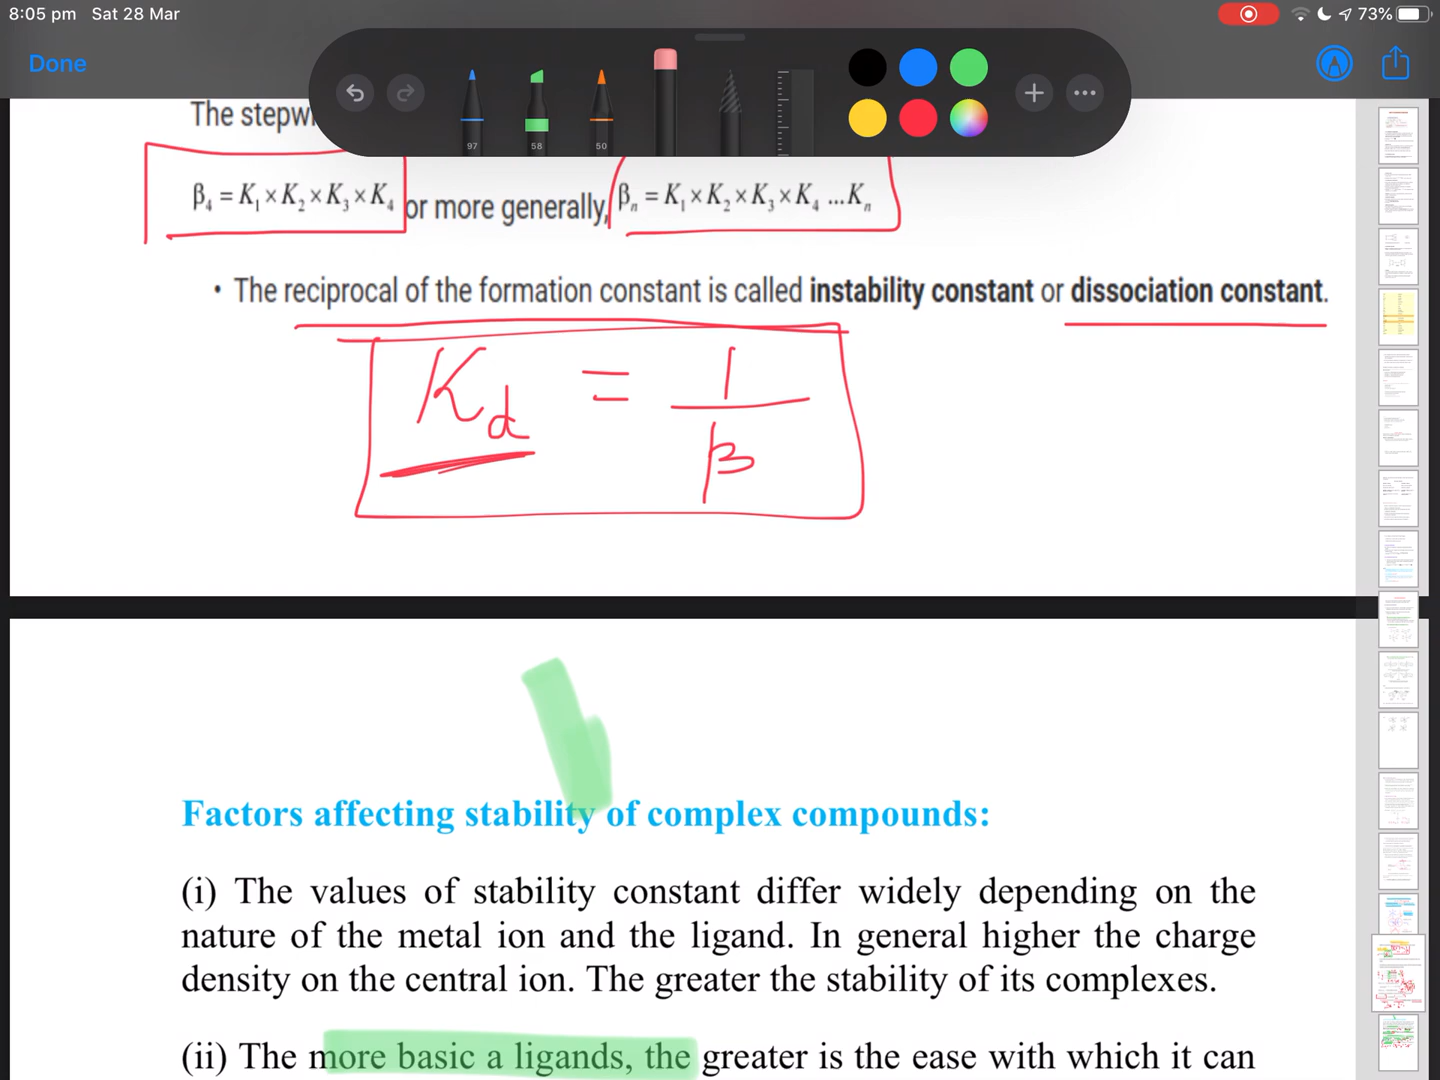 8:05 pm Sat 28 Mar
73%
Done
97 58 50
The stepwi
β₄ = K₁ × K₂ × K₃ × K₄ or more generally, βₙ = K₁ × K₂ × K₃ × K₄ ...Kₙ
• The reciprocal of the formation constant is called instability constant or dissociation constant.
K_d = 1/β
Factors affecting stability of complex compounds:
(i) The values of stability constant differ widely depending on the
nature of the metal ion and the ligand. In general higher the charge
density on the central ion. The greater the stability of its complexes.
(ii) The more basic a ligands, the greater is the ease with which it can